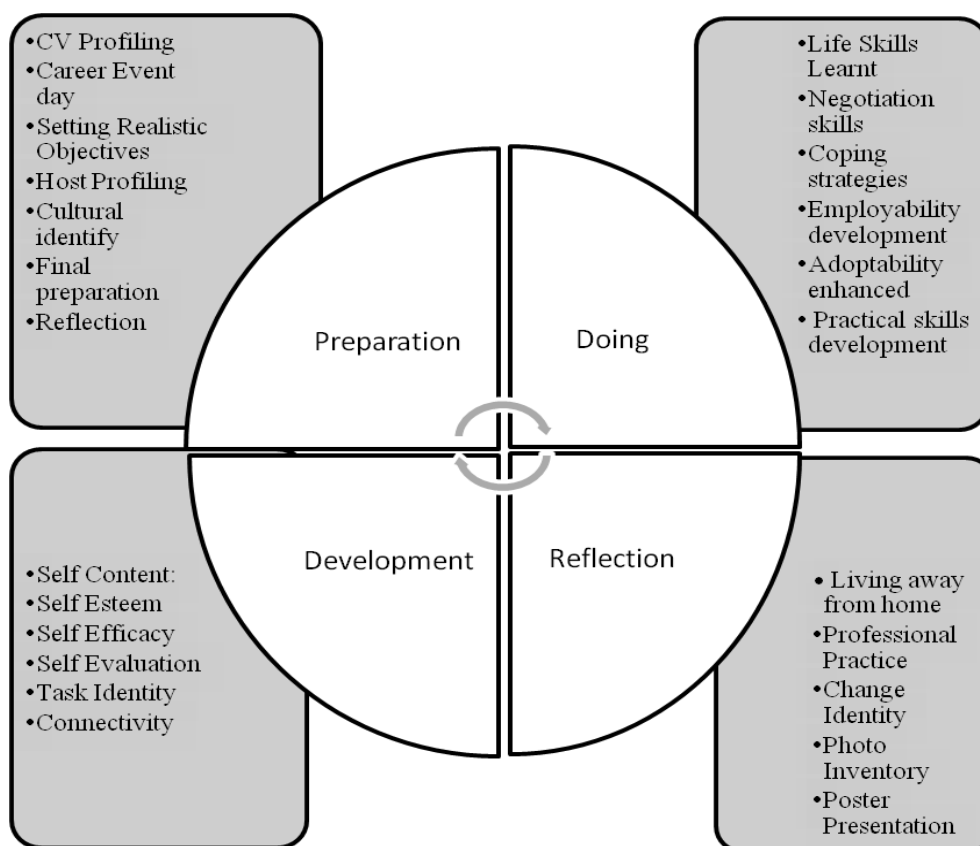 •CV Profiling
•Career Event
day
•Setting Realistic
Objectives
•Host Profiling
•Cultural
identify
•Final
preparation
•Reflection
•Life Skills
Learnt
•Negotiation
skills
•Coping
strategies
•Employability
development
•Adoptability
enhanced
•Practical skills
development
Preparation
Doing
Development
Reflection
•Self Content:
•Self Esteem
•Self Efficacy
•Self Evaluation
•Task Identity
•Connectivity
•Living away
from home
•Professional
Practice
•Change
Identity
•Photo
Inventory
•Poster
Presentation